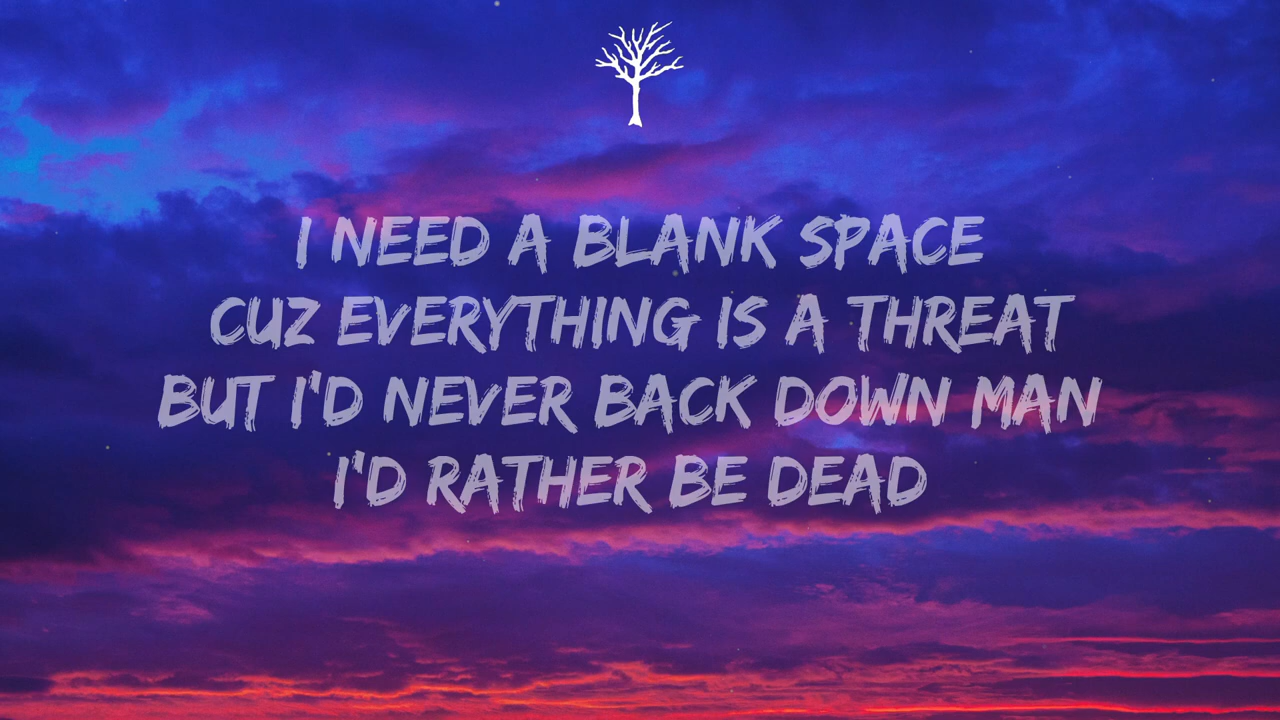 I NEED A BLANK SPACE
CUZ EVERYTHING IS A THREAT
BUT I'D NEVER BACK DOWN MAN
I'D RATHER BE DEAD